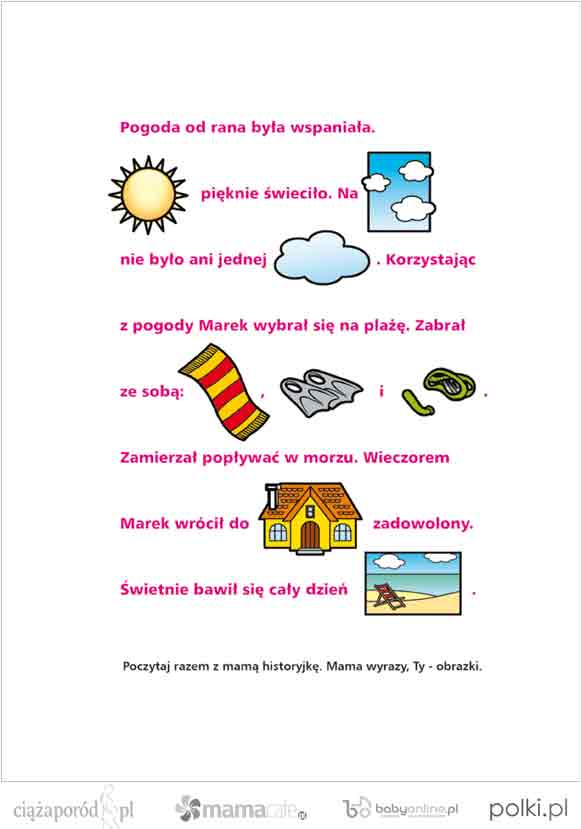 Pogoda od rana była wspaniała.
pięknie świeciło. Na
nie było ani jednej . Korzystając
z pogody Marek wybrał się na plażę. Zabrał
ze sobą: , i .
Zamierzał popływać w morzu. Wieczorem
Marek wrócił do zadowolony.
Świetnie bawił się cały dzień .
Poczytaj razem z mamą historyjkę. Mama wyrazy, Ty - obrazki.
ciążaporód.pl mamacafe babyonline.pl polki.pl